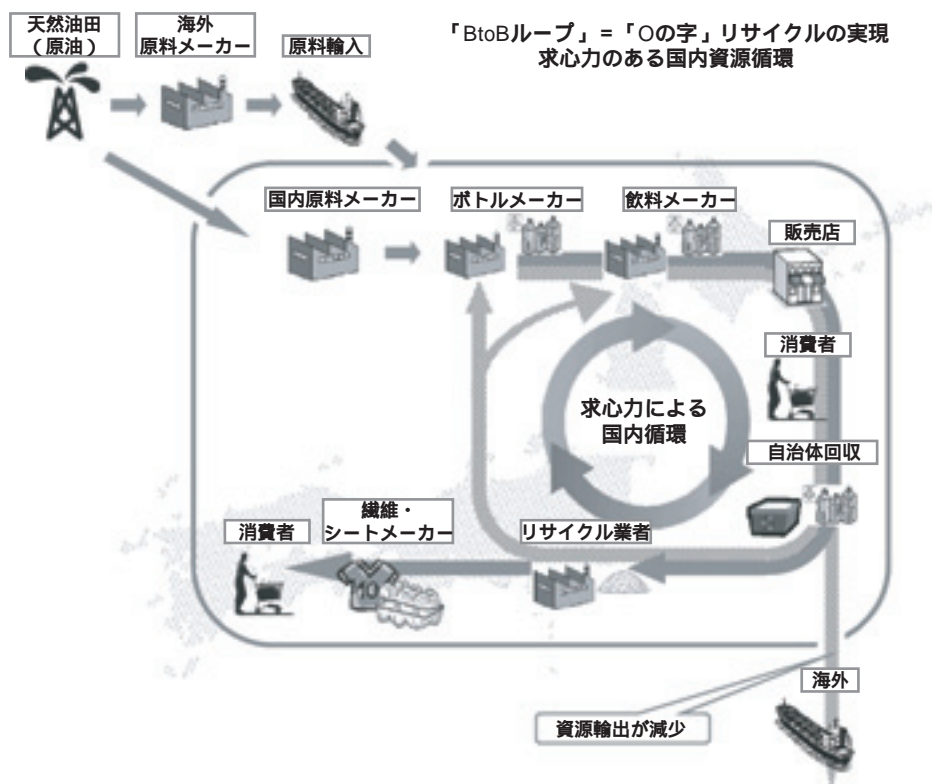 天然油田
(原油)
海外
原料メーカー
原料輸入
「BtoBループ」=「Oの字」リサイクルの実現
求心力のある国内資源循環
国内原料メーカー
ボトルメーカー
飲料メーカー
販売店
消費者
求心力による
国内循環
自治体回収
消費者
繊維・
シートメーカー
リサイクル業者
海外
資源輸出が減少